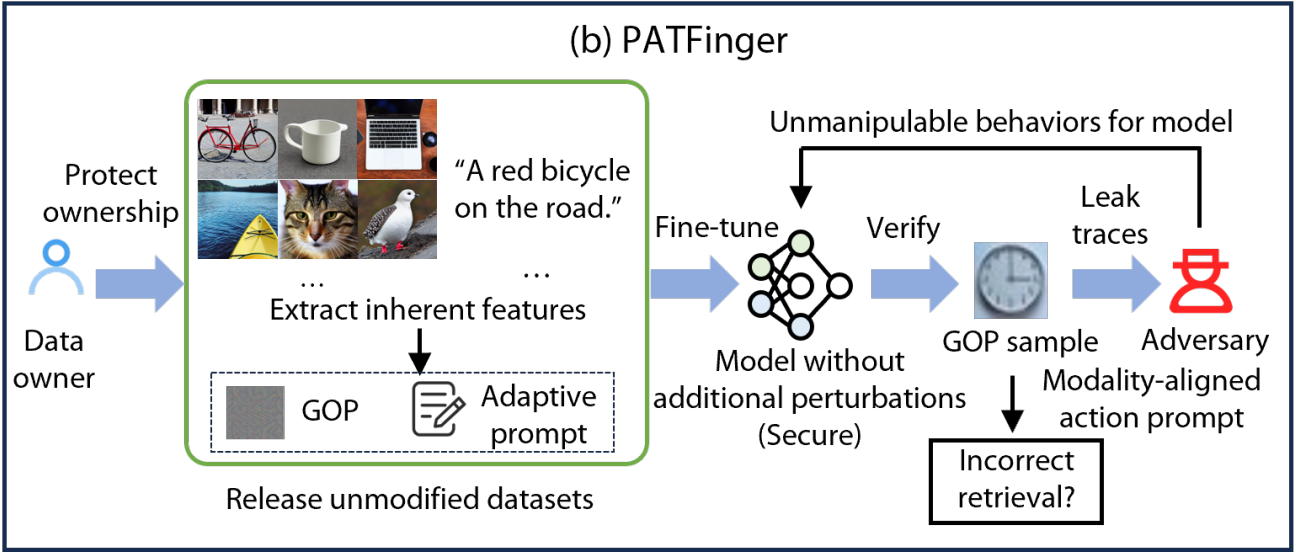 (b) PATFinger
Protect
ownership
Data
owner
“A red bicycle
on the road.”
...
...
Extract inherent features
GOP
Adaptive
prompt
Release unmodified datasets
Unmanipulable behaviors for model
Fine-tune
Verify
Leak
traces
Model without
additional perturbations
(Secure)
GOP sample
Adversary
Modality-aligned
action prompt
Incorrect
retrieval?